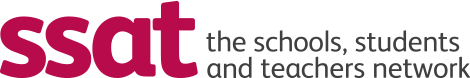 ssat
the schools, students
and teachers network